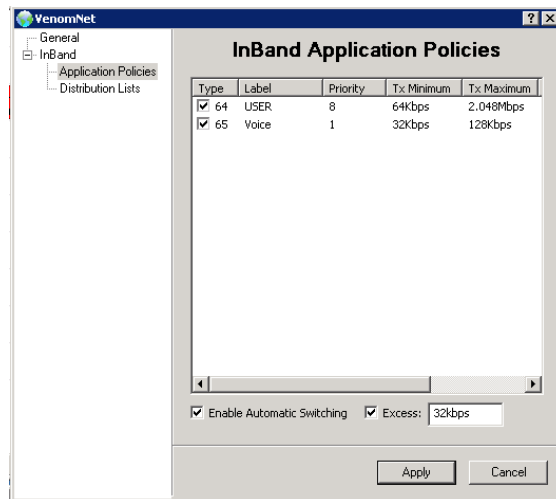 VenomNet
General
InBand
Application Policies
Distribution Lists
InBand Application Policies
Type Label Priority Tx Minimum Tx Maximum
64 USER 8 64Kbps 2.048Mbps
65 Voice 1 32Kbps 128Kbps
Enable Automatic Switching Excess: 32kbps
Apply Cancel